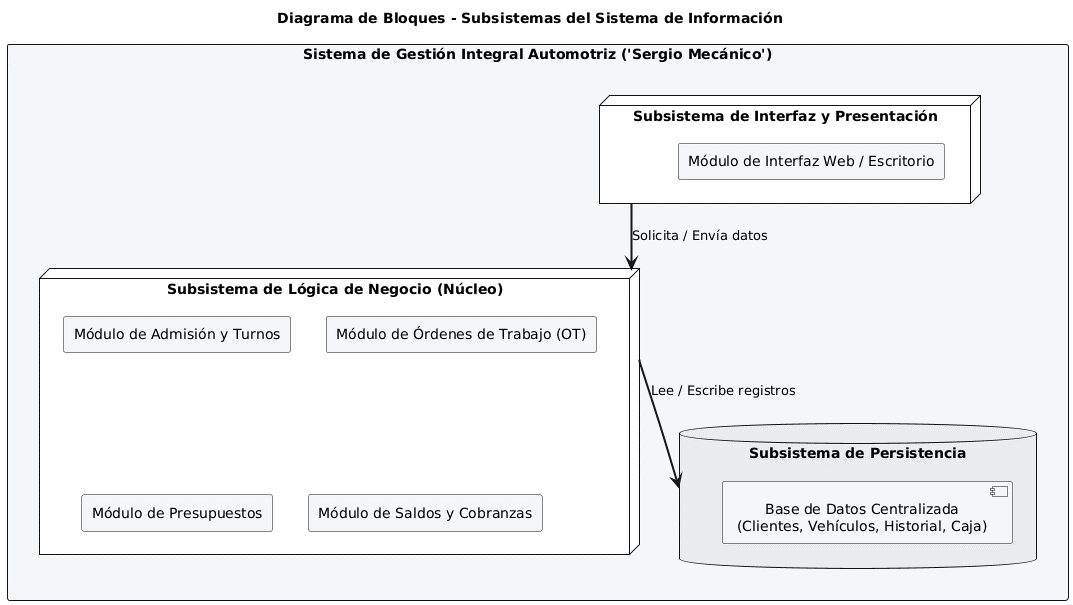 Diagrama de Bloques - Subsistemas del Sistema de Información
Sistema de Gestión Integral Automotriz ('Sergio Mecánico')
Subsistema de Interfaz y Presentación
Módulo de Interfaz Web / Escritorio
Solicita / Envía datos
Subsistema de Lógica de Negocio (Núcleo)
Módulo de Admisión y Turnos
Módulo de Órdenes de Trabajo (OT)
Módulo de Presupuestos
Módulo de Saldos y Cobranzas
Lee / Escribe registros
Subsistema de Persistencia
Base de Datos Centralizada
(Clientes, Vehículos, Historial, Caja)